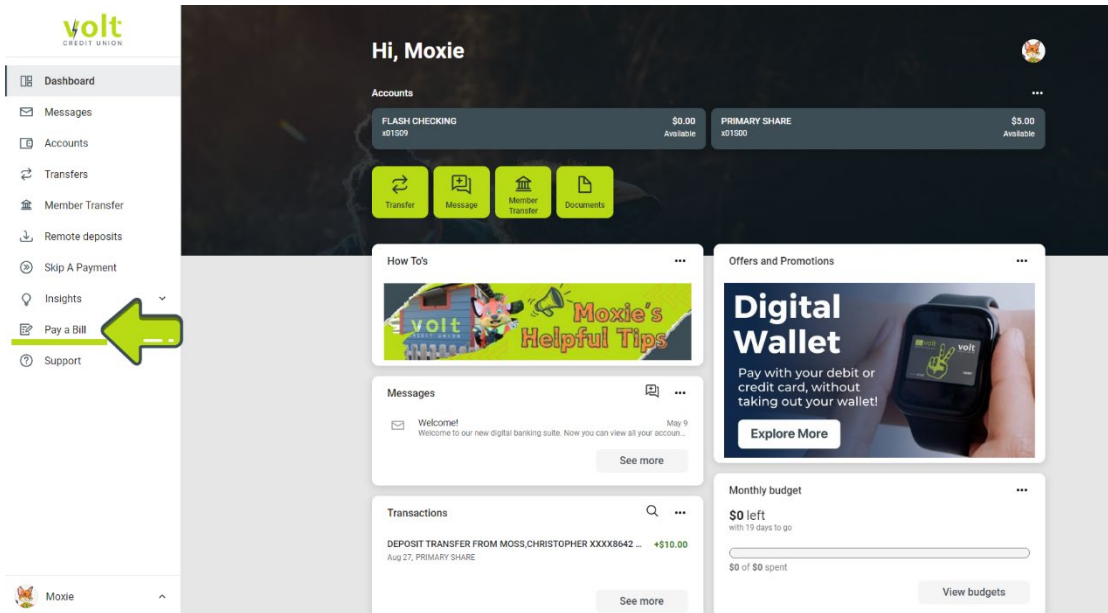 volt
CREDIT UNION
Dashboard
Messages
Accounts
Transfers
Member Transfer
Remote deposits
Skip A Payment
Insights
Pay a Bill
Support
Moxie
Hi, Moxie
Accounts
FLASH CHECKING $0.00
x01S09 Available
PRIMARY SHARE $5.00
x01S00 Available
Transfer
Message
Member
Transfer
Documents
How To's
volt
CREDIT UNION
Moxie's
Helpful Tips
Messages
Welcome! May 9
Welcome to our new digital banking suite. Now you can view all your accoun...
See more
Transactions
DEPOSIT TRANSFER FROM MOSS,CHRISTOPHER XXXX8642 ... +$10.00
Aug 27, PRIMARY SHARE
See more
Offers and Promotions
Digital
Wallet
Pay with your debit or
credit card, without
taking out your wallet!
Explore More
volt
volt
Monthly budget
$0 left
with 19 days to go
$0 of $0 spent
View budgets